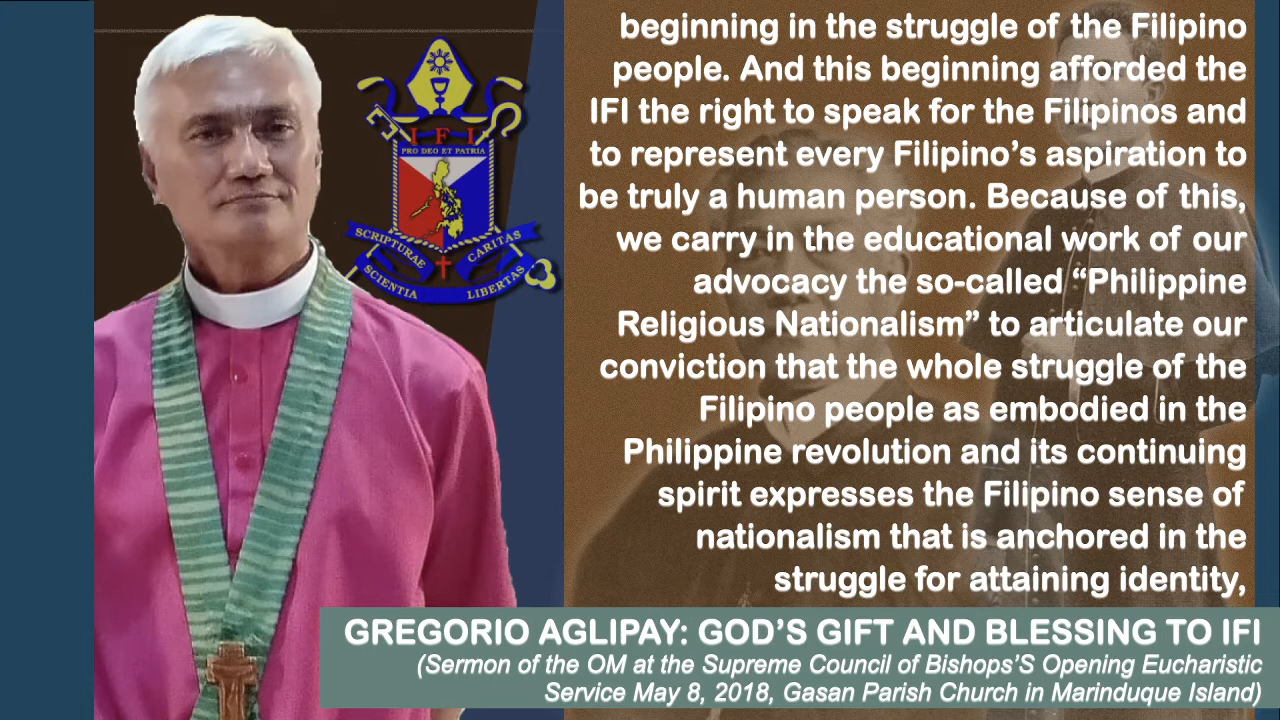 I F I
PRO DEO ET PATRIA
SCRIPTURAE
CARITAS
SCIENTIA
LIBERTAS
beginning in the struggle of the Filipino
people. And this beginning afforded the
IFI the right to speak for the Filipinos and
to represent every Filipino’s aspiration to
be truly a human person. Because of this,
we carry in the educational work of our
advocacy the so-called “Philippine
Religious Nationalism” to articulate our
conviction that the whole struggle of the
Filipino people as embodied in the
Philippine revolution and its continuing
spirit expresses the Filipino sense of
nationalism that is anchored in the
struggle for attaining identity,
GREGORIO AGLIPAY: GOD’S GIFT AND BLESSING TO IFI
(Sermon of the OM at the Supreme Council of Bishops’S Opening Eucharistic
Service May 8, 2018, Gasan Parish Church in Marinduque Island)